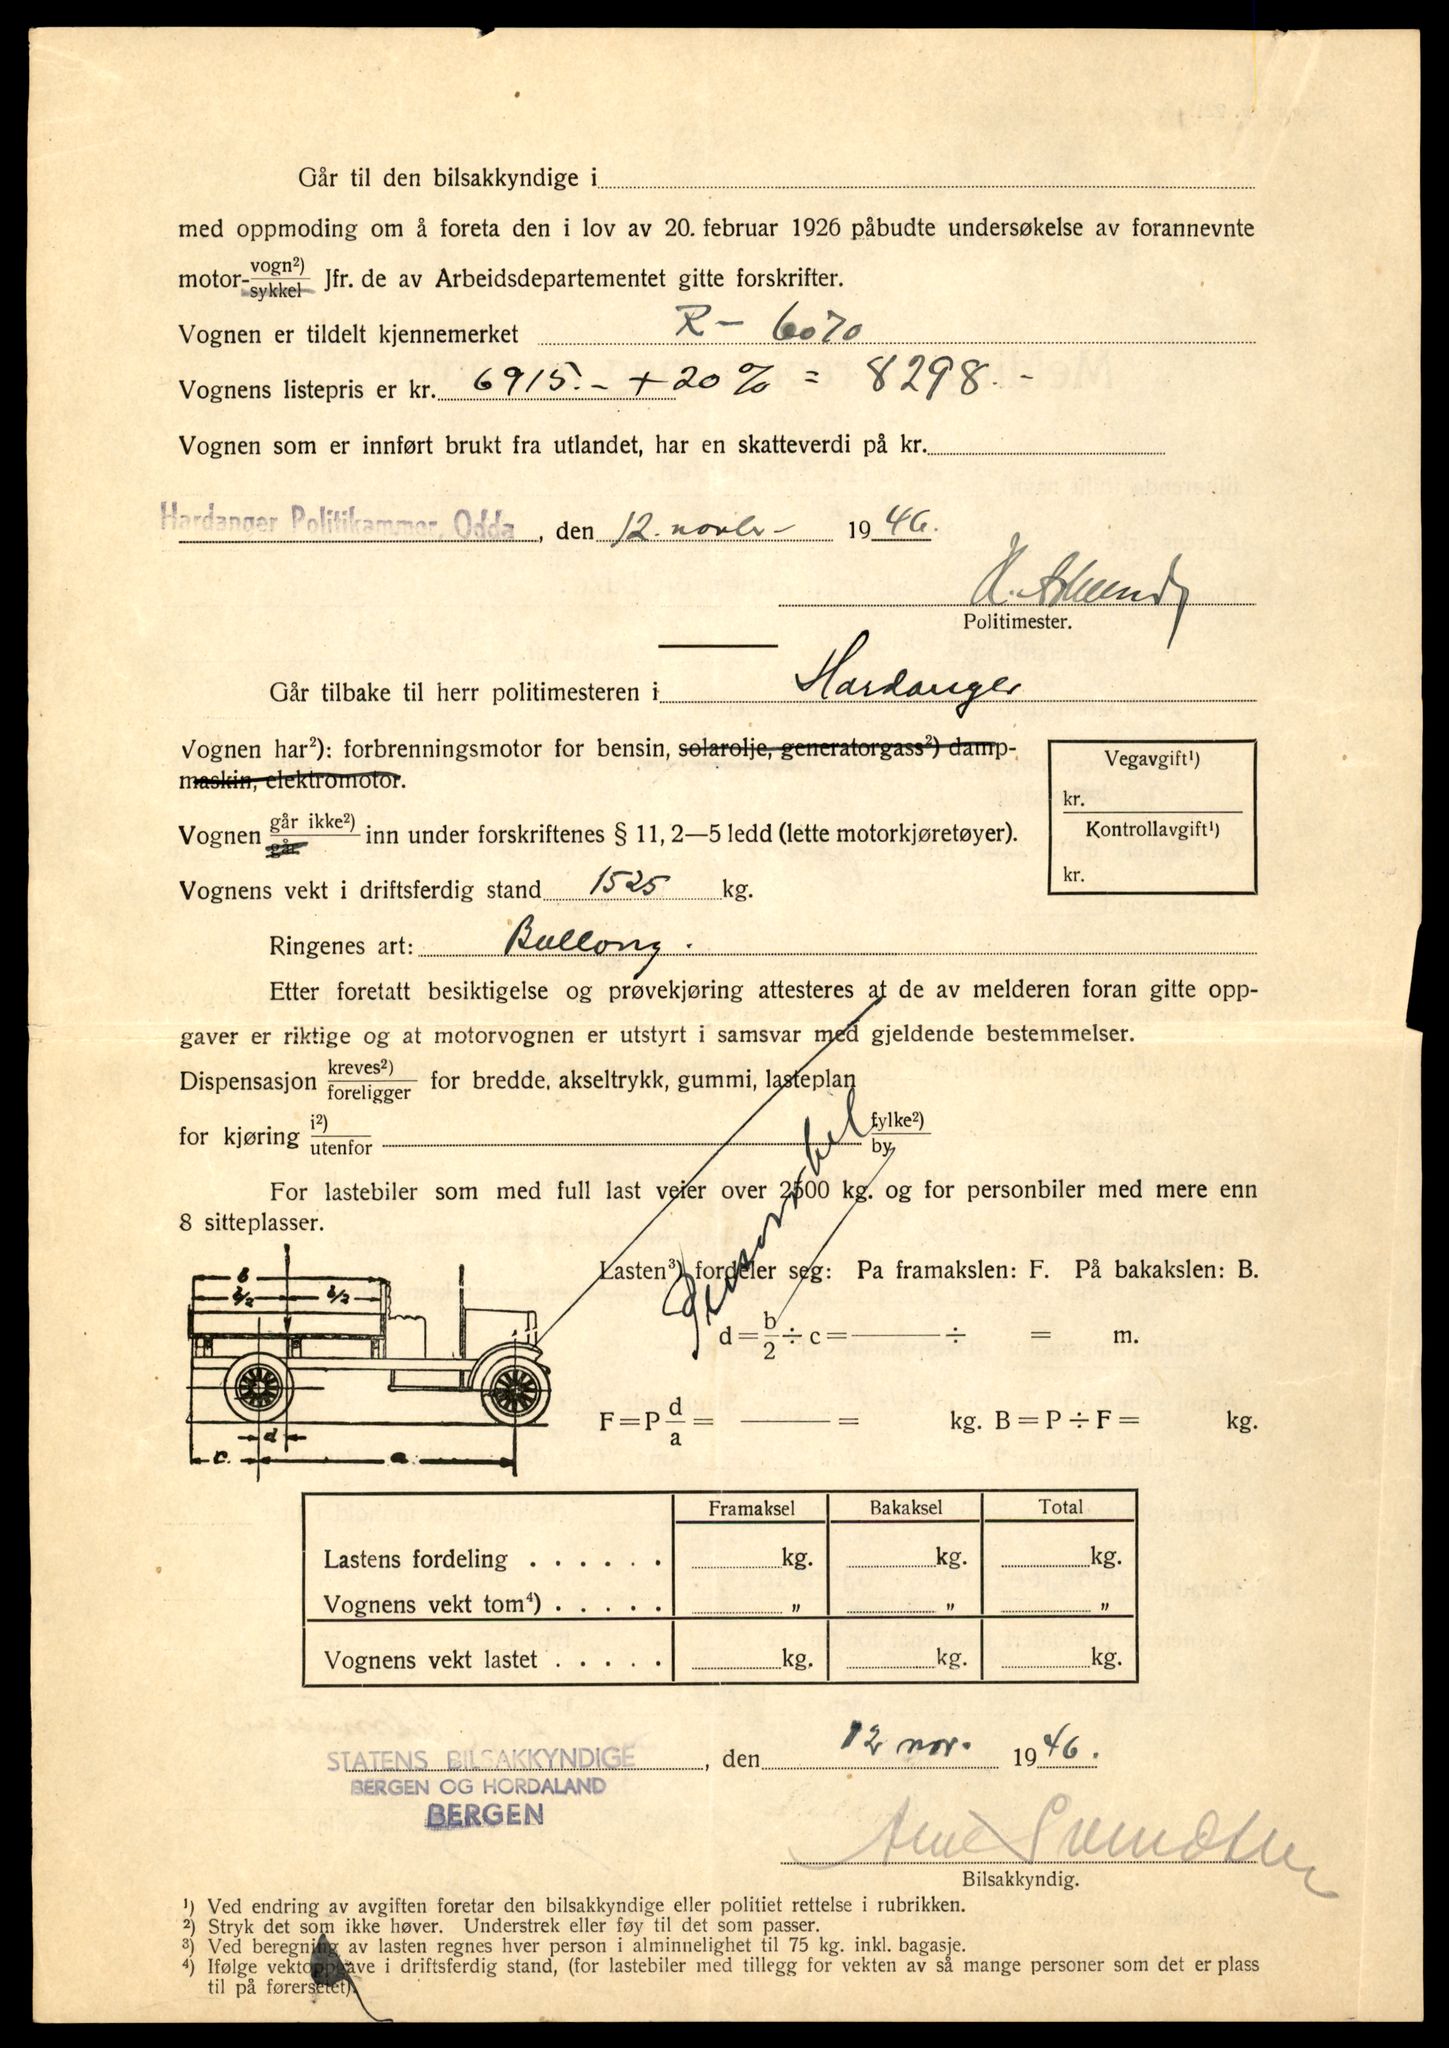 Går til den bilsakkyndige i
med oppmoding om å foreta den i lov av 20. februar 1926 påbudte undersøkelse av forannevnte
motor-vogn²) sykkel Jfr. de av Arbeidsdepartementet gitte forskrifter.
Vognen er tildelt kjennemerket R - 6070
Vognens listepris er kr. 6915.- + 20 % = 8298.-
Vognen som er innført brukt fra utlandet, har en skatteverdi på kr.
Hardanger Politikammer, Odda, den 12. novbr- 1946.
Politimester.
Går tilbake til herr politimesteren i Hardanger
Vognen har²): forbrenningsmotor for bensin, solarolje, generatorgass²) damp-
maskin, elektromotor.
Vegavgift¹)
kr.
Kontrollavgift¹)
kr.
Vognen går ikke²) går inn under forskriftenes § 11, 2—5 ledd (lette motorkjøretøyer).
Vognens vekt i driftsferdig stand 1525 kg.
Ringenes art: Ballong.
Etter foretatt besiktigelse og prøvekjøring attesteres at de av melderen foran gitte opp-
gaver er riktige og at motorvognen er utstyrt i samsvar med gjeldende bestemmelser.
Dispensasjon kreves²) foreligger for bredde, akseltrykk, gummi, lasteplan
for kjøring i²) utenfor fylke²) by
Personbil
For lastebiler som med full last veier over 2500 kg. og for personbiler med mere enn
8 sitteplasser.
b
b/2 b/2
d
c. a
Lasten³) fordeler seg: Pa framakslen: F. På bakakslen: B.
d = b/2 ÷ c = ——— ÷ = m.
F = P d/a = ——— = kg. B = P ÷ F = kg.
Framaksel Bakaksel Total
Lastens fordeling . . . . . . kg. kg. kg.
Vognens vekt tom⁴) . . . . . „ „ „
Vognens vekt lastet . . . . . kg. kg. kg.
STATENS BILSAKKYNDIGE, den 12 nov. 1946.
BERGEN OG HORDALAND
BERGEN
Arne Svendsen
Bilsakkyndig.
¹) Ved endring av avgiften foretar den bilsakkyndige eller politiet rettelse i rubrikken.
²) Stryk det som ikke høver. Understrek eller føy til det som passer.
³) Ved beregning av lasten regnes hver person i alminnelighet til 75 kg. inkl. bagasje.
⁴) Ifølge vektoppgave i driftsferdig stand, (for lastebiler med tillegg for vekten av så mange personer som det er plass
til på førersetet).